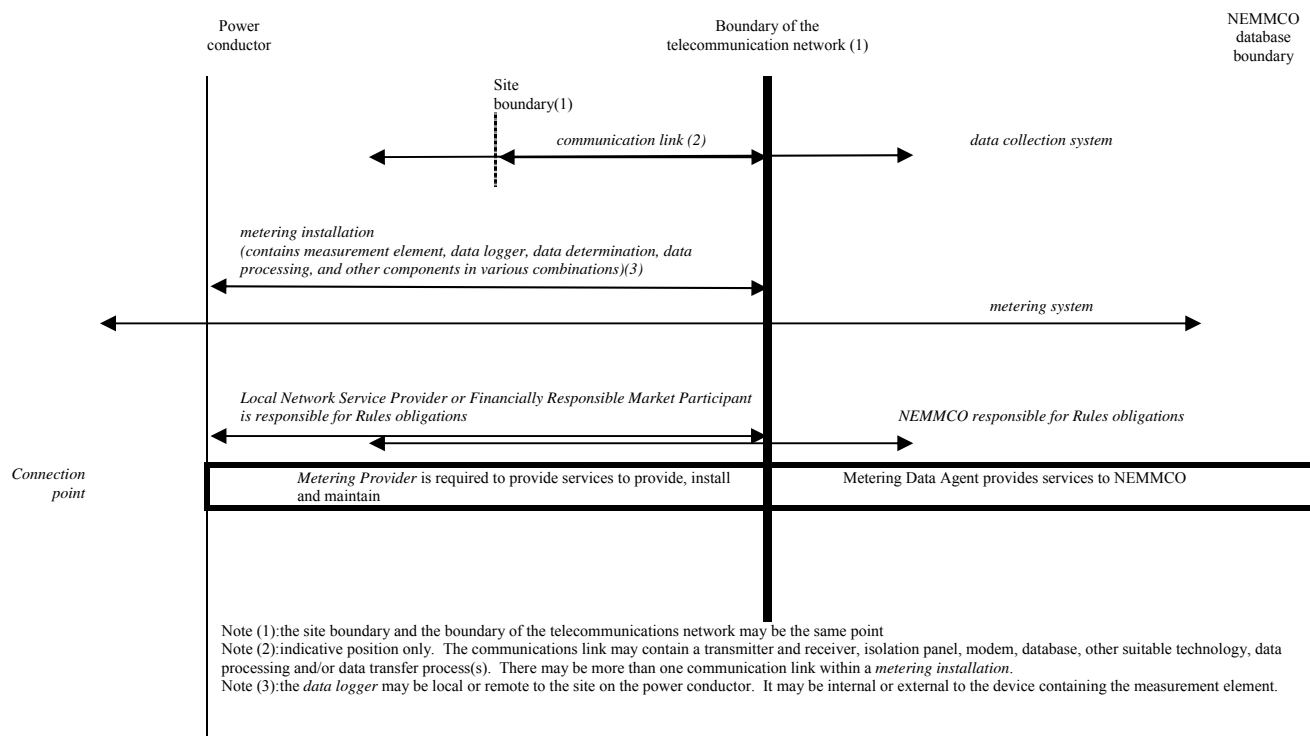 Power
conductor
Boundary of the
telecommunication network (1)
NEMMCO
database
boundary
Site
boundary(1)
communication link (2)
data collection system
metering installation
(contains measurement element, data logger, data determination, data
processing, and other components in various combinations)(3)
metering system
Local Network Service Provider or Financially Responsible Market Participant
is responsible for Rules obligations
NEMMCO responsible for Rules obligations
Connection
point
Metering Provider is required to provide services to provide, install
and maintain
Metering Data Agent provides services to NEMMCO
Note (1):the site boundary and the boundary of the telecommunications network may be the same point
Note (2):indicative position only. The communications link may contain a transmitter and receiver, isolation panel, modem, database, other suitable technology, data
processing and/or data transfer process(s). There may be more than one communication link within a metering installation.
Note (3):the data logger may be local or remote to the site on the power conductor. It may be internal or external to the device containing the measurement element.